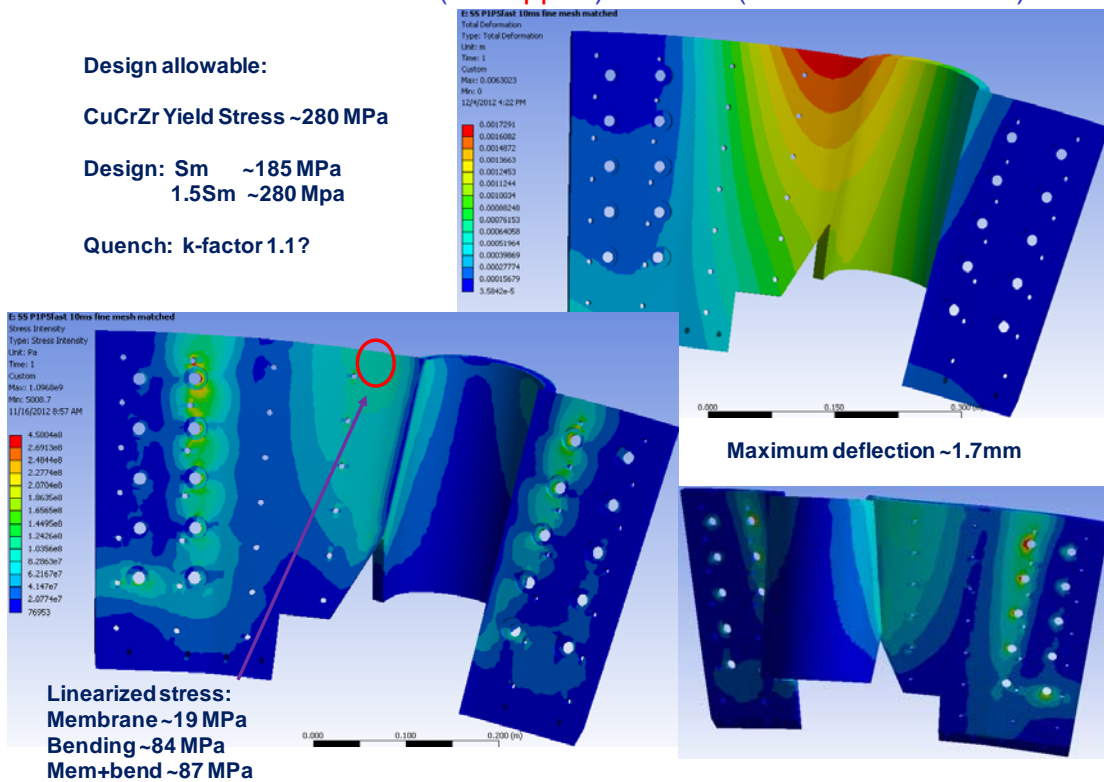 E: SS P1P5fast 10ms fine mesh matched
Total Deformation
Type: Total Deformation
Unit: m
Time: 1
Custom
Max: 0.0063023
Min: 0
12/4/2012 4:22 PM
0.0017291
0.0016082
0.0014872
0.0013663
0.0012453
0.0011244
0.0010034
0.00088248
0.00076153
0.00064058
0.00051964
0.00039869
0.00027774
0.00015679
3.5842e-5
0.000
0.150
Design allowable:
CuCrZr Yield Stress ~280 MPa
Design: Sm ~185 MPa
1.5Sm ~280 Mpa
Quench: k-factor 1.1?
E: SS P1P5fast 10ms fine mesh matched
Stress Intensity
Type: Stress Intensity
Unit: Pa
Time: 1
Custom
Max: 1.0968e9
Min: 5008.7
11/16/2012 8:57 AM
4.5804e8
2.6913e8
2.4844e8
2.2774e8
2.0704e8
1.8635e8
1.6565e8
1.4495e8
1.2426e8
1.0356e8
8.2863e7
6.2167e7
4.147e7
2.0774e7
76953
0.000
0.100
0.200 (m)
Maximum deflection ~1.7mm
Linearized stress:
Membrane ~19 MPa
Bending ~84 MPa
Mem+bend ~87 MPa